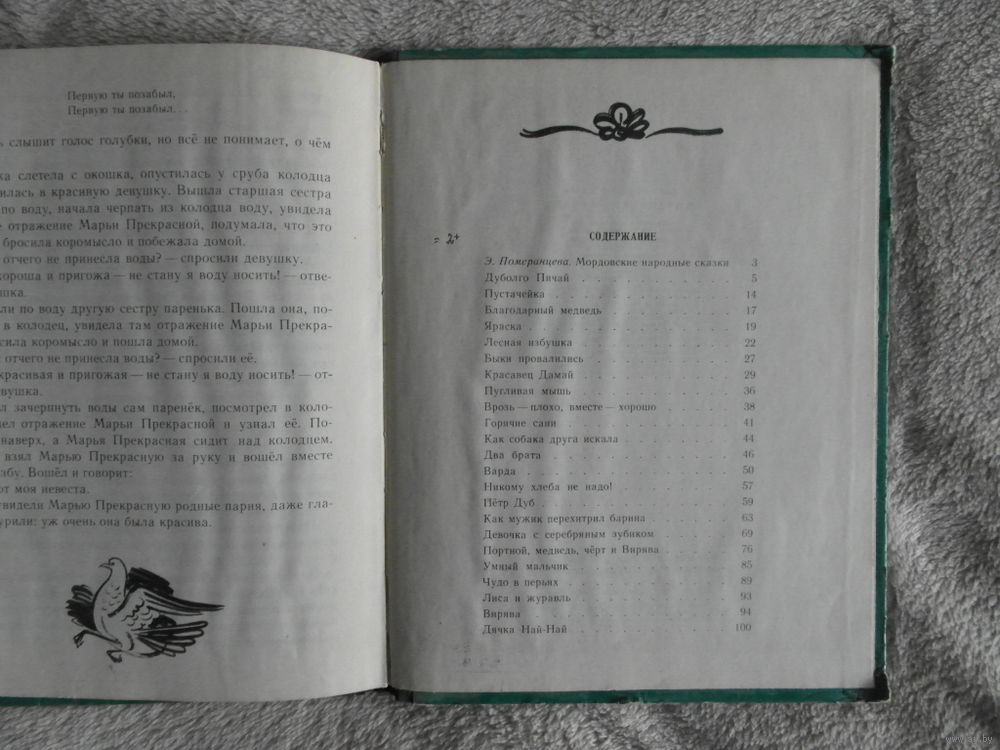 Первую ты позабыл,
Первую ты позабыл...
ь слышит голос голубки, но всё не понимает, о чём
ка слетела с окошка, опустилась у сруба колодца
илась в красивую девушку. Вышла старшая сестра
по воду, начала черпать из колодца воду, увидела
е отражение Марьи Прекрасной, подумала, что это
бросила коромысло и побежала домой.
отчего не принесла воды? — спросили девушку.
хороша и пригожа — не стану я воду носить! — отве-
шка.
ли по воду другую сестру паренька. Пошла она, по-
в колодец, увидела там отражение Марьи Прекра-
сила коромысло и пошла домой.
отчего не принесла воды? — спросили её.
красивая и пригожая — не стану я воду носить! — от-
вушка.
л зачерпнуть воды сам паренёк, посмотрел в коло-
дел отражение Марьи Прекрасной и узнал её. По-
наверх, а Марья Прекрасная сидит над колодцем.
взял Марью Прекрасную за руку и вошёл вместе
збу. Вошёл и говорит:
от моя невеста.
увидели Марью Прекрасную родные парня, даже гла-
урили: уж очень она была красива.
= 2+
СОДЕРЖАНИЕ
Э. Померанцева. Мордовские народные сказки 3
Дуболго Пичай 5
Пустачейка 14
Благодарный медведь 17
Яраска 19
Лесная избушка 22
Быки провалились 27
Красавец Дамай 29
Пугливая мышь 36
Врозь — плохо, вместе — хорошо 38
Горячие сани 41
Как собака друга искала 44
Два брата 46
Варда 50
Никому хлеба не надо! 57
Пётр Дуб 59
Как мужик перехитрил барина 63
Девочка с серебряным зубиком 69
Портной, медведь, чёрт и Вирява 76
Умный мальчик 85
Чудо в перьях 89
Лиса и журавль 93
Вирява 94
Дячка Най-Най 100